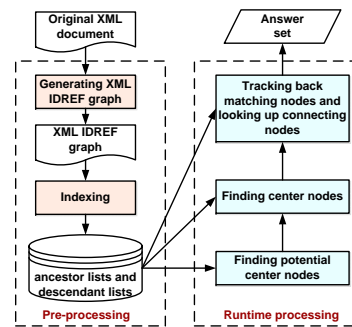 Original XML
document
Generating XML
IDREF graph
XML IDREF
graph
Indexing
ancestor lists and
descendant lists
Pre-processing
Answer
set
Tracking back
matching nodes and
looking up connecting
nodes
Finding center nodes
Finding potential
center nodes
Runtime processing